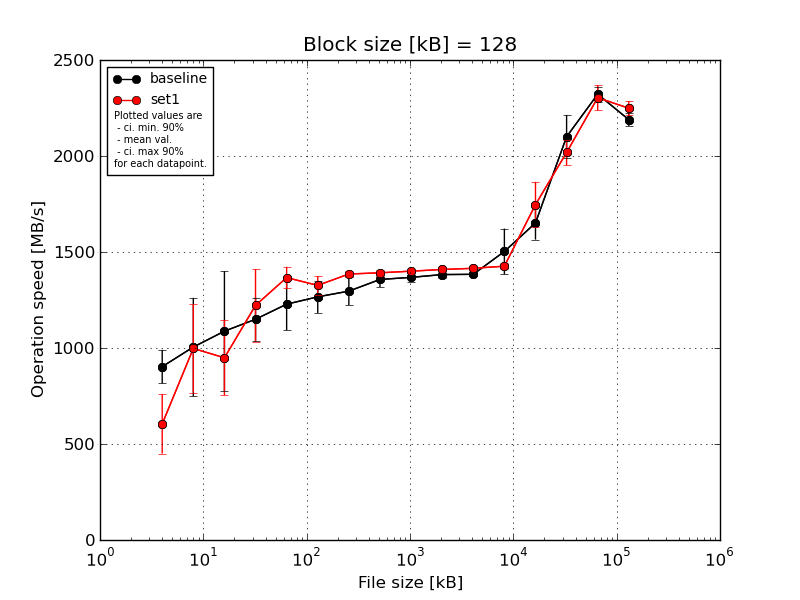 Block size [kB] = 128
baseline
set1
Plotted values are
- ci. min. 90%
- mean val.
- ci. max 90%
for each datapoint.
Operation speed [MB/s]
2500
2000
1500
1000
500
0
10^0 10^1 10^2 10^3 10^4 10^5 10^6
File size [kB]